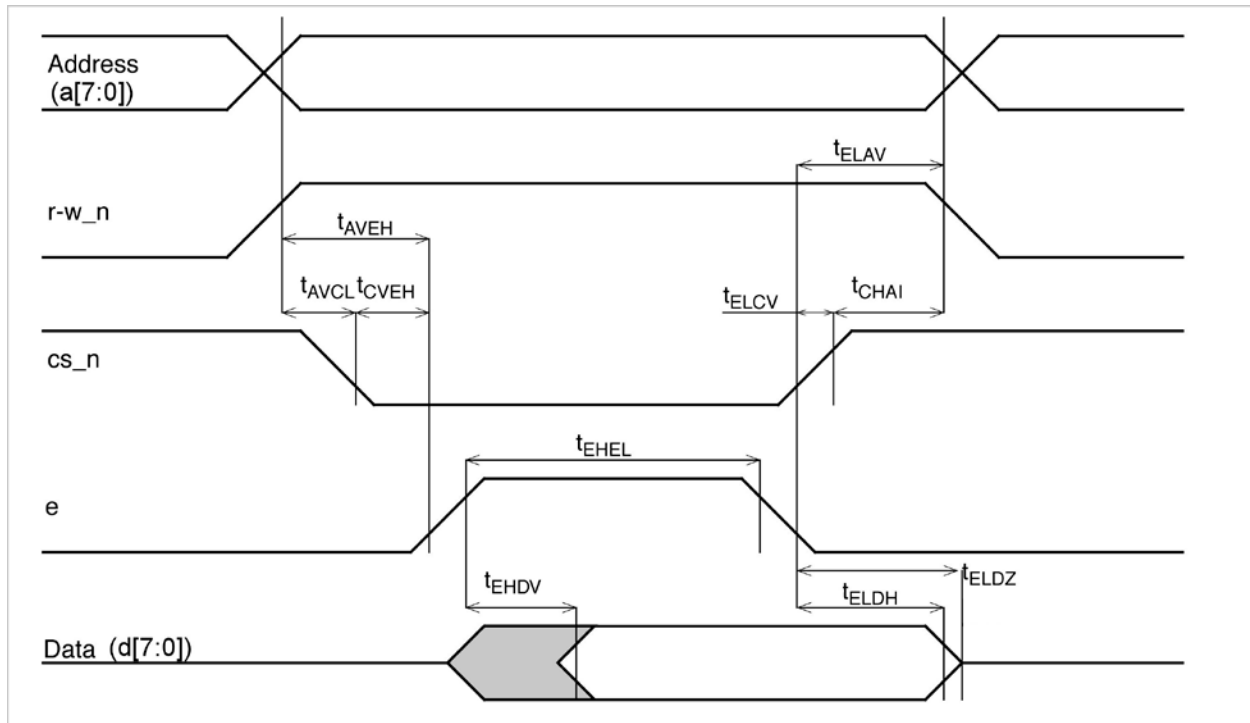 Address
(a[7:0])
tELAV
r-w_n
tAVEH
tAVCL tCVEH
tELCV
tCHAI
cs_n
tEHEL
e
tEHDV
tELDZ
tELDH
Data (d[7:0])